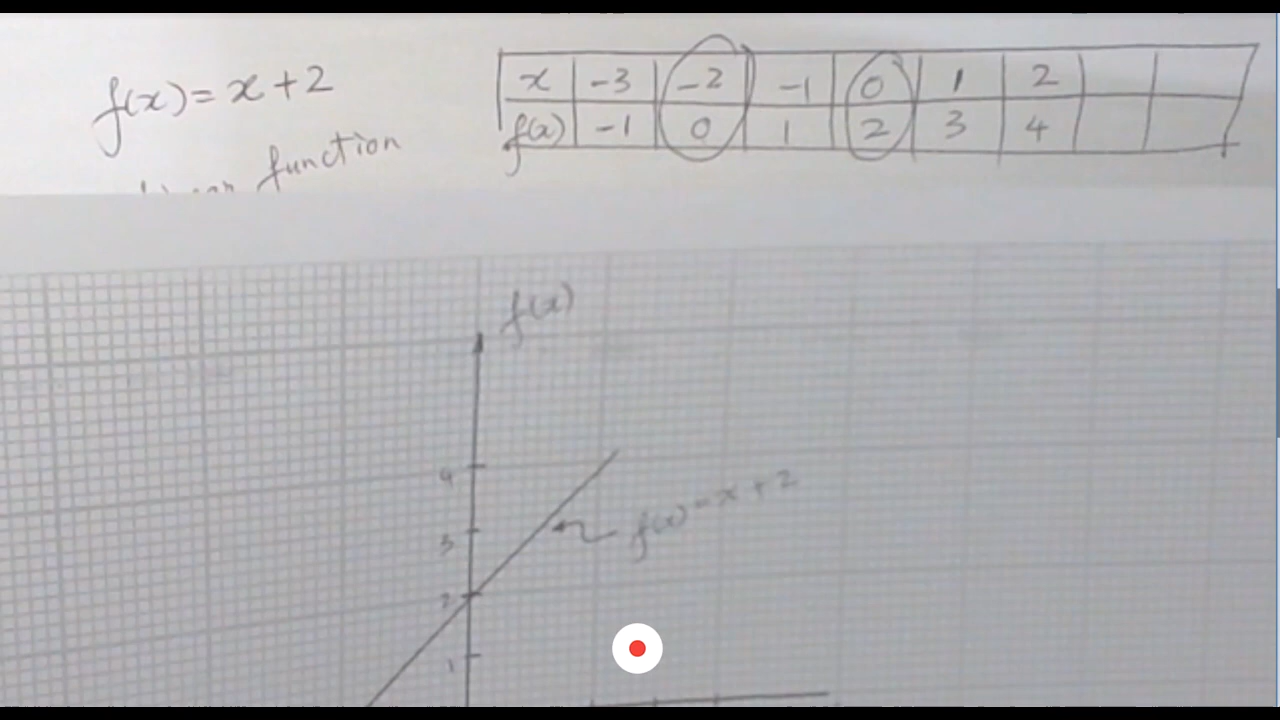 f(x) = x + 2
function
x -3 -2 -1 0 1 2
f(x) -1 0 1 2 3 4
f(x)
4
f(x) = x + 2
3
2
1